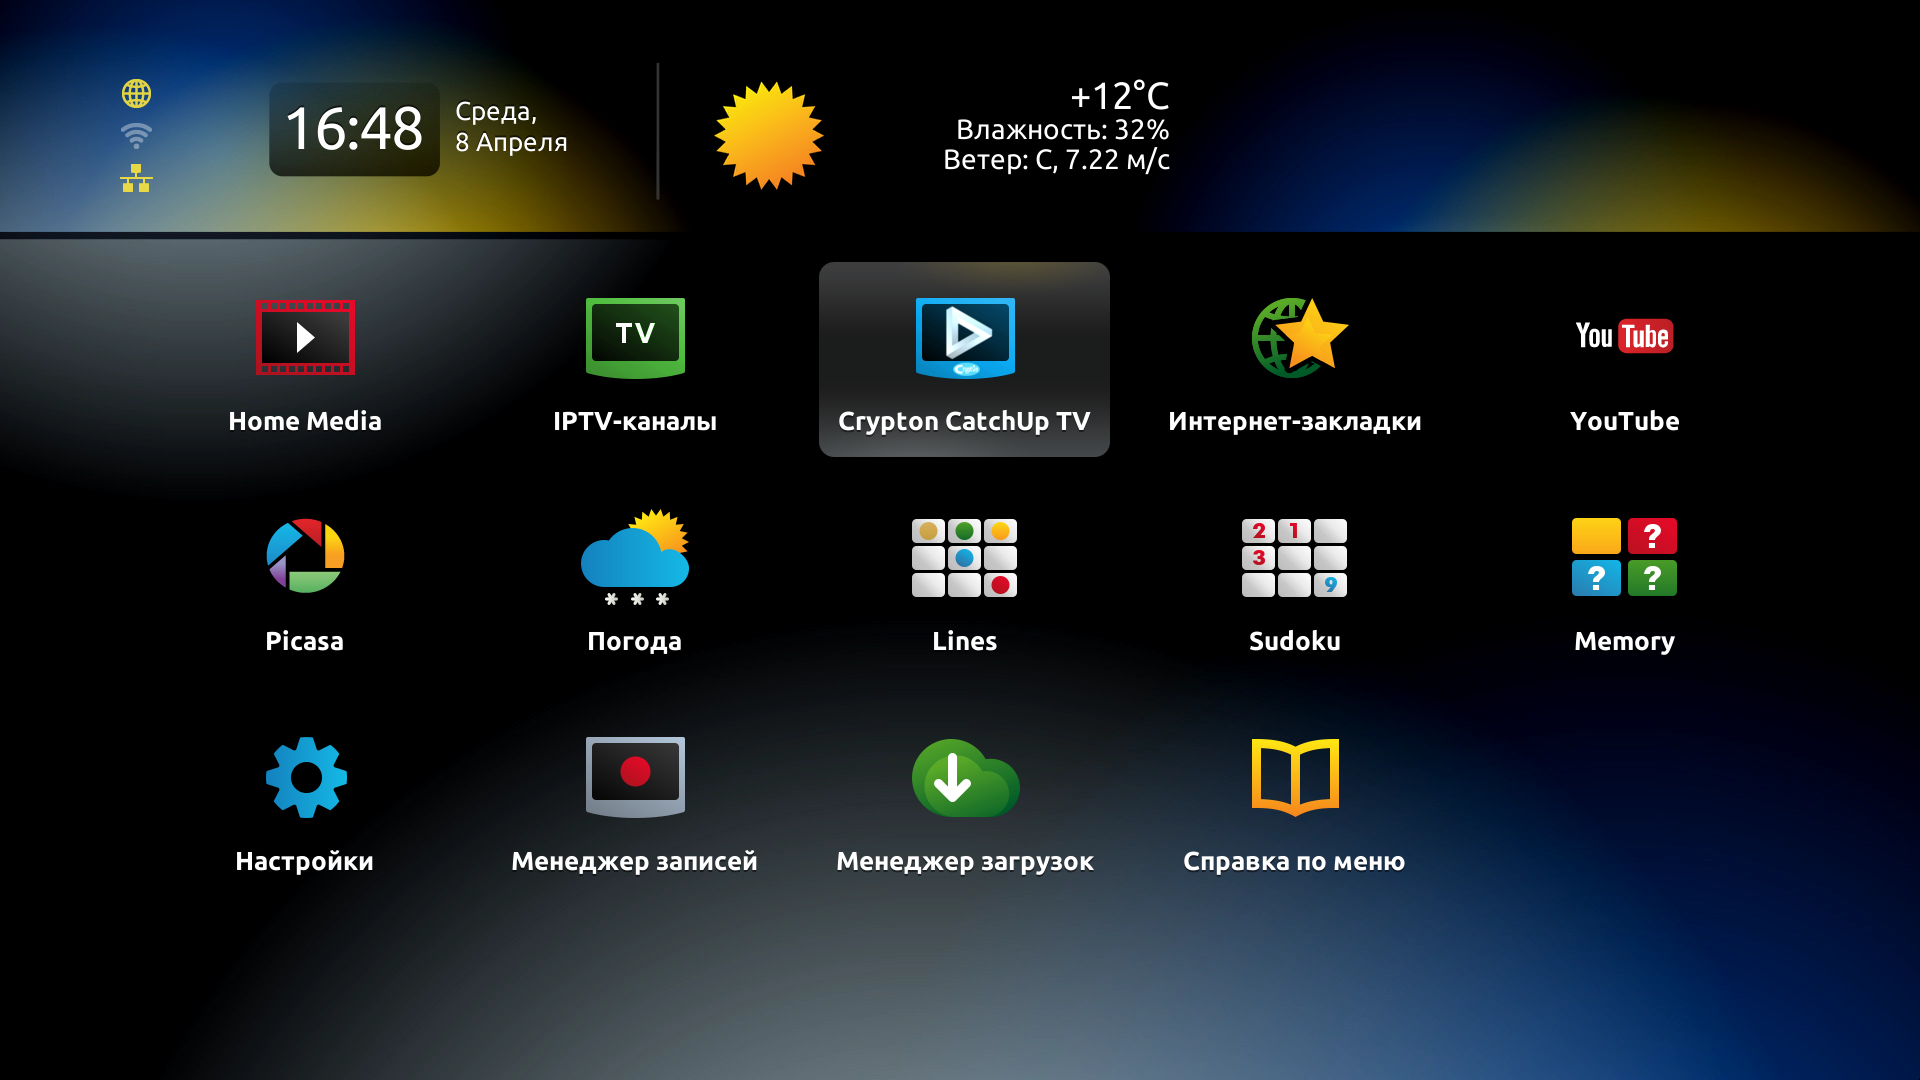 16:48
Среда,
8 Апреля
+12°C
Влажность: 32%
Ветер: С, 7.22 м/с
TV
You Tube
Home Media
IPTV-каналы
Crypton CatchUp TV
Интернет-закладки
YouTube
2 1
3
9
? ? ?
Picasa
Погода
Lines
Sudoku
Memory
Настройки
Менеджер записей
Менеджер загрузок
Справка по меню